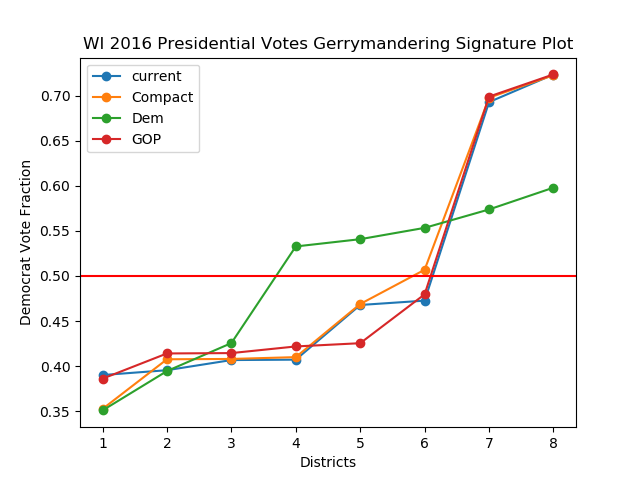 WI 2016 Presidential Votes Gerrymandering Signature Plot
current
Compact
Dem
GOP
Democrat Vote Fraction
0.70
0.65
0.60
0.55
0.50
0.45
0.40
0.35
1 2 3 4 5 6 7 8
Districts